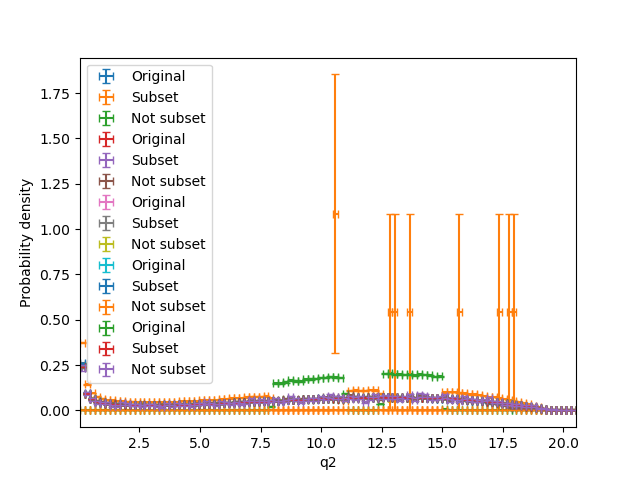 Original
Subset
Not subset
Original
Subset
Not subset
Original
Subset
Not subset
Original
Subset
Not subset
Original
Subset
Not subset
Probability density
1.75
1.50
1.25
1.00
0.75
0.50
0.25
0.00
2.5 5.0 7.5 10.0 12.5 15.0 17.5 20.0
q2